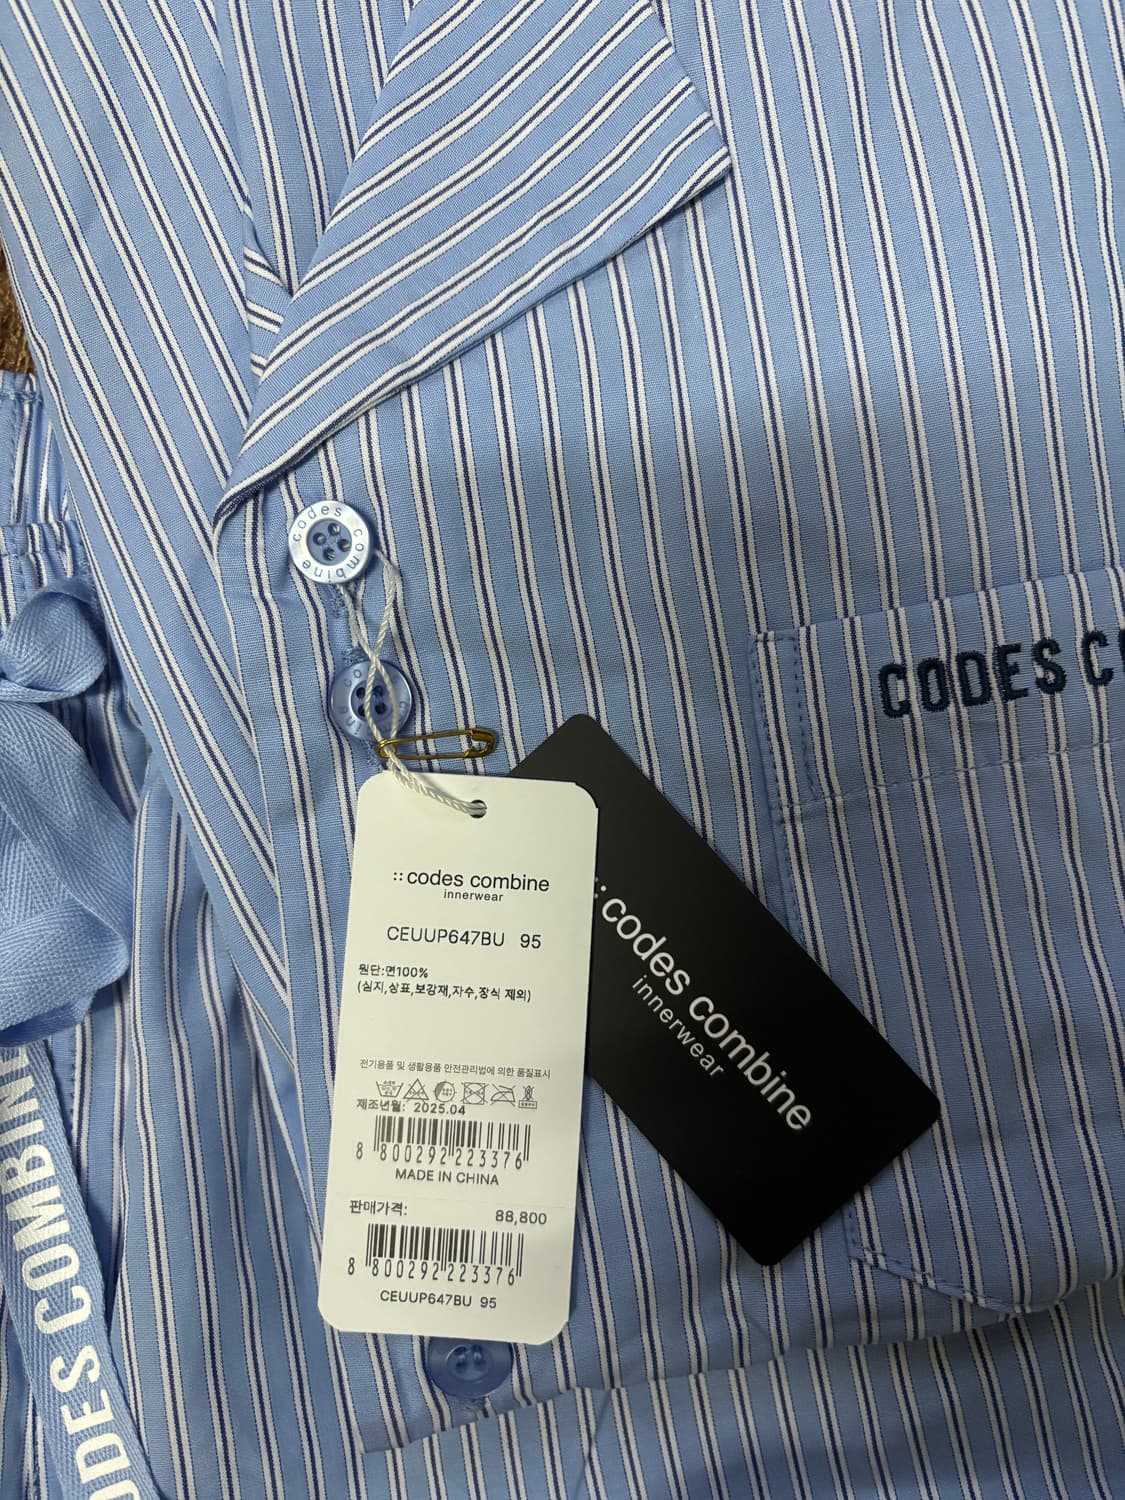 codes combine
CODES C
:: codes combine
innerwear
CEUUP647BU 95
원단:면100%
(심지,상표,보강재,자수,장식 제외)
전기용품 및 생활용품 안전관리법에 의한 품질표시
제조년월: 2025.04
8 800292 223376
MADE IN CHINA
판매가격: 88,800
8 800292 223376
CEUUP647BU 95
:: codes combine
innerwear
ODES COMBINE